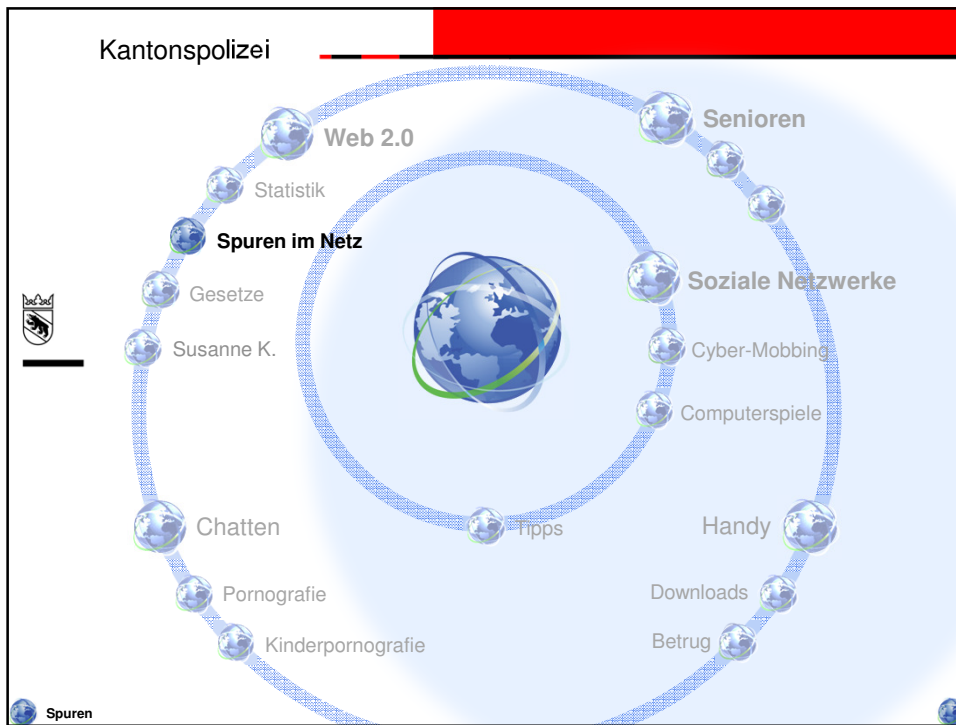 Kantonspolizei
Web 2.0
Senioren
Statistik
Spuren im Netz
Gesetze
Soziale Netzwerke
Susanne K.
Cyber-Mobbing
Computerspiele
Chatten
Tipps
Handy
Pornografie
Downloads
Kinderpornografie
Betrug
Spuren